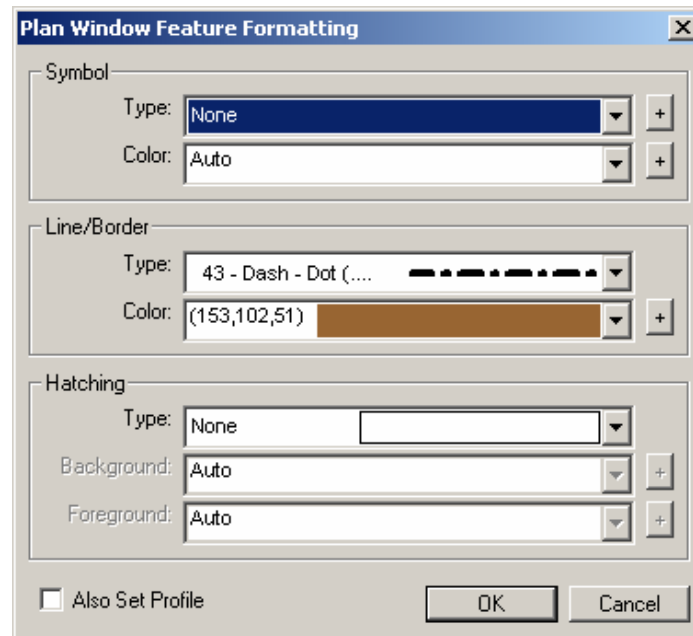 Plan Window Feature Formatting
Symbol
Type: None +
Color: Auto +
Line/Border
Type: 43 - Dash - Dot (....
Color: (153,102,51) +
Hatching
Type: None
Background: Auto +
Foreground: Auto +
Also Set Profile OK Cancel